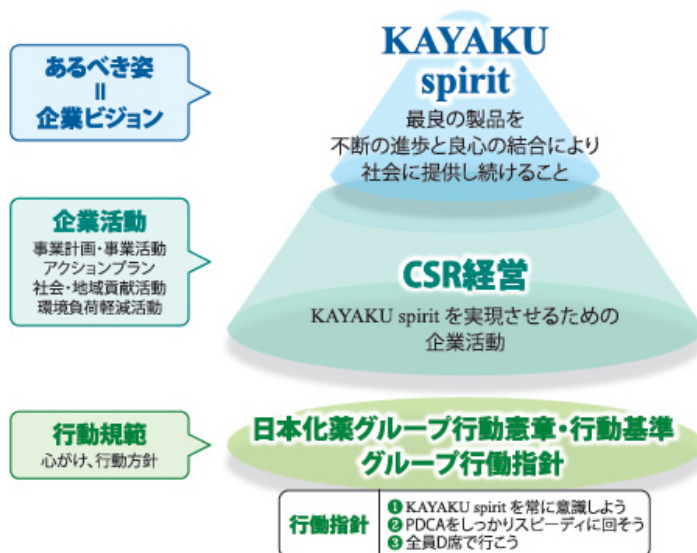 あるべき姿
||
企業ビジョン
KAYAKU
spirit
最良の製品を
不断の進歩と良心の結合により
社会に提供し続けること
企業活動
事業計画・事業活動
アクションプラン
社会・地域貢献活動
環境負荷軽減活動
CSR経営
KAYAKU spirit を実現させるための
企業活動
行動規範
心がけ、行動方針
日本化薬グループ行動憲章・行動基準
グループ行働指針
行働指針
❶ KAYAKU spirit を常に意識しよう
❷ PDCAをしっかりスピーディに回そう
❸ 全員D席で行こう